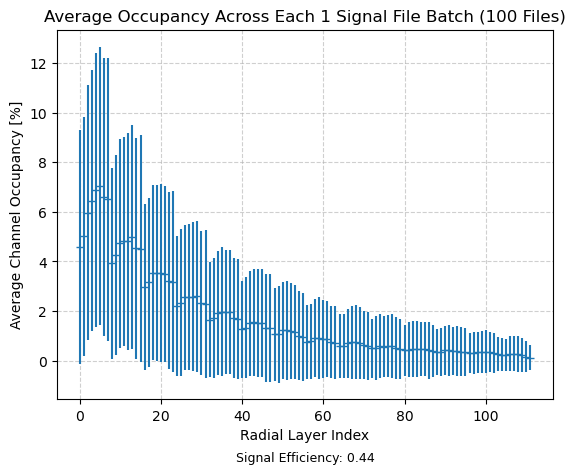 Average Occupancy Across Each 1 Signal File Batch (100 Files)
Average Channel Occupancy [%]
12
10
8
6
4
2
0
0 20 40 60 80 100
Radial Layer Index
Signal Efficiency: 0.44